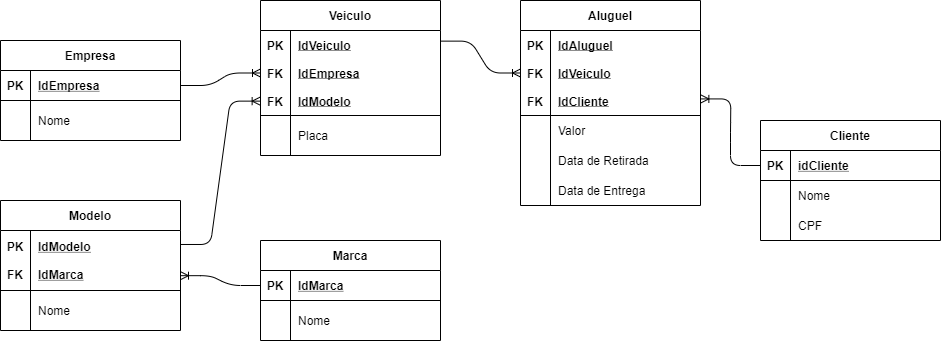 Empresa
PK IdEmpresa
Nome
Veiculo
PK IdVeiculo
FK IdEmpresa
FK IdModelo
Placa
Aluguel
PK IdAluguel
FK IdVeiculo
FK IdCliente
Valor
Data de Retirada
Data de Entrega
Cliente
PK idCliente
Nome
CPF
Modelo
PK IdModelo
FK IdMarca
Nome
Marca
PK IdMarca
Nome